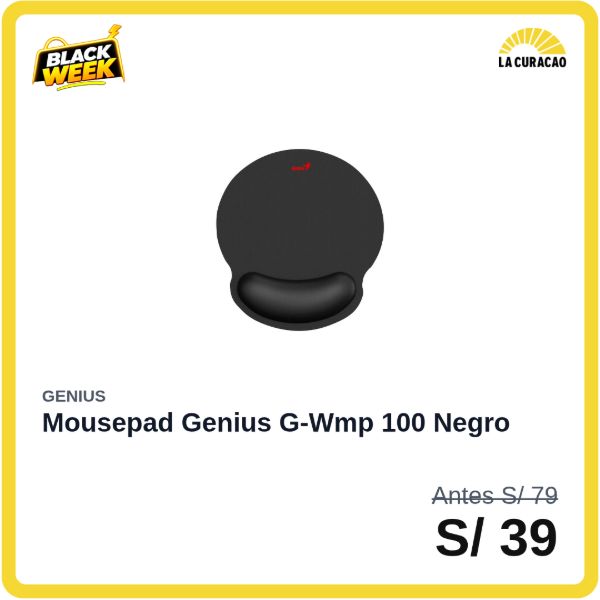 BLACK
WEEK
LA CURACAO
GENIUS
Mousepad Genius G-Wmp 100 Negro
Antes S/ 79
S/ 39